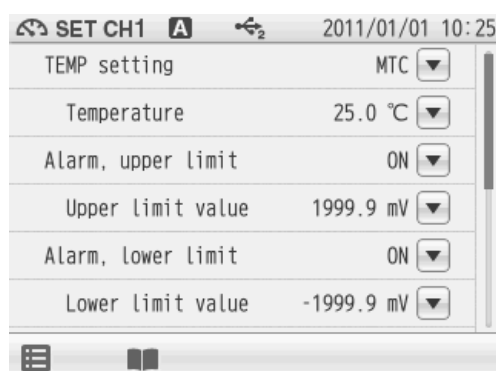 SET CH1 A 2 2011/01/01 10:25
TEMP setting MTC
Temperature 25.0 ℃
Alarm, upper limit ON
Upper limit value 1999.9 mV
Alarm, lower limit ON
Lower limit value -1999.9 mV